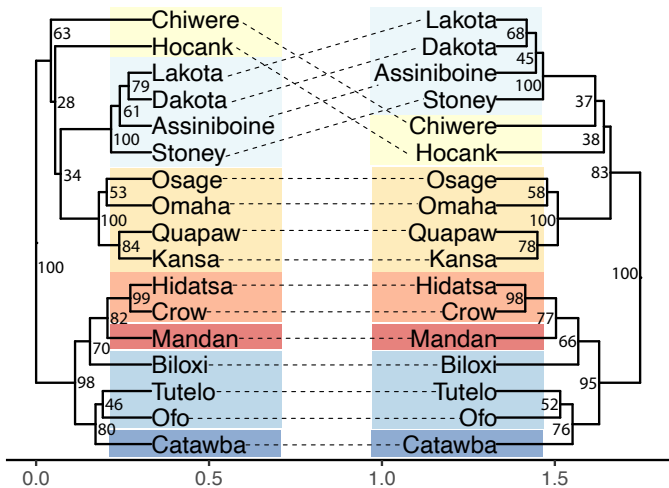 Chiwere Lakota
63
Hocank Dakota
68
Lakota Assiniboine
45
79
Dakota Stoney
100
28
61
37
Assiniboine Chiwere
100
38
Stoney Hocank
34
83
Osage Osage
53 58
Omaha Omaha
100 100
Quapaw Quapaw
84 78
Kansa Kansa
100 100
Hidatsa Hidatsa
99 98
Crow Crow
82 77
Mandan Mandan
70 66
Biloxi Biloxi
98 95
Tutelo Tutelo
46 52
Ofo Ofo
80 76
Catawba Catawba
0.0 0.5 1.0 1.5